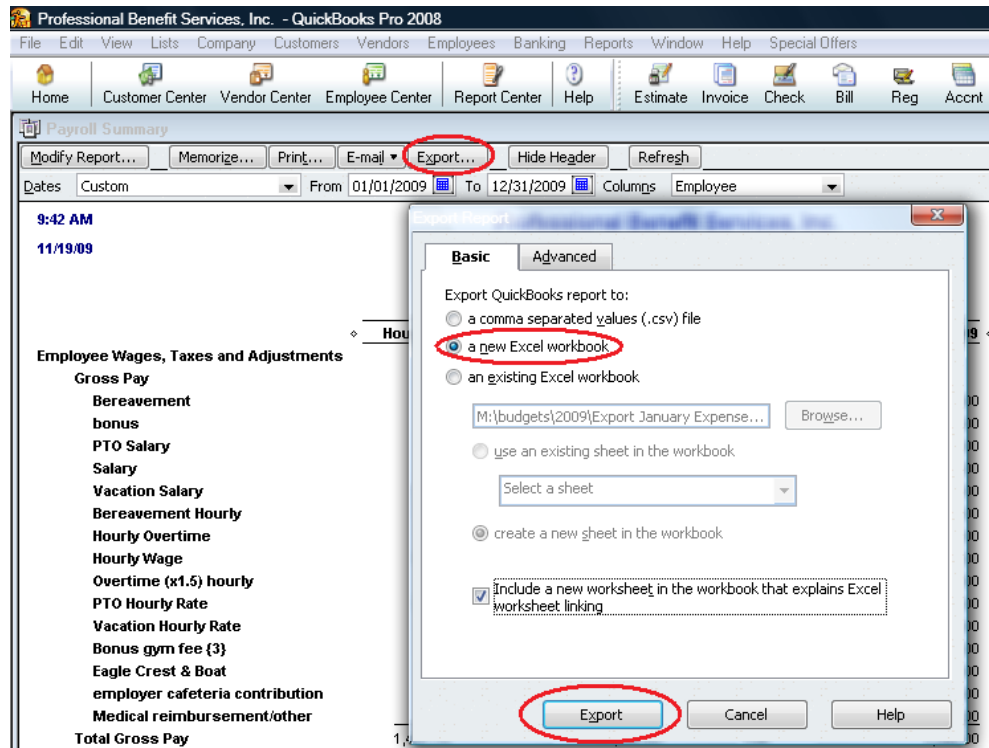 Professional Benefit Services, Inc. - QuickBooks Pro 2008
File Edit View Lists Company Customers Vendors Employees Banking Reports Window Help Special Offers
Home Customer Center Vendor Center Employee Center Report Center Help Estimate Invoice Check Bill Reg Accnt
Payroll Summary
Modify Report... Memorize... Print... E-mail Export... Hide Header Refresh
Dates Custom From 01/01/2009 To 12/31/2009 Columns Employee
9:42 AM
11/19/09
Hou
Employee Wages, Taxes and Adjustments
Gross Pay
Bereavement
bonus
PTO Salary
Salary
Vacation Salary
Bereavement Hourly
Hourly Overtime
Hourly Wage
Overtime (x1.5) hourly
PTO Hourly Rate
Vacation Hourly Rate
Bonus gym fee {3}
Eagle Crest & Boat
employer cafeteria contribution
Medical reimbursement/other
Total Gross Pay 1,4
Export Report
Professional Benefit Services, Inc.
Basic Advanced
Export QuickBooks report to:
a comma separated values (.csv) file
a new Excel workbook
an existing Excel workbook
M:\budgets\2009\Export January Expense... Browse...
use an existing sheet in the workbook
Select a sheet
create a new sheet in the workbook
Include a new worksheet in the workbook that explains Excel
worksheet linking
Export Cancel Help